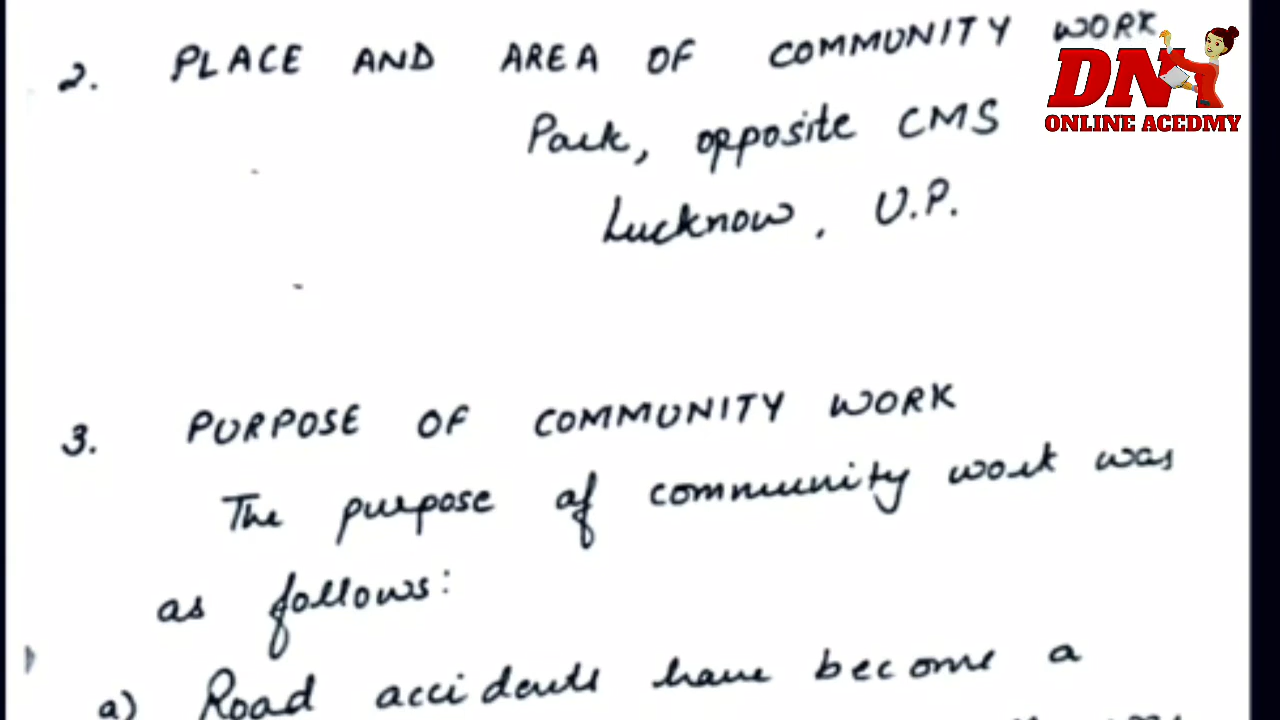 2. PLACE AND AREA OF COMMUNITY WORK
Park, opposite CMS
Lucknow, U.P.
3. PURPOSE OF COMMUNITY WORK
The purpose of community work was
as follows:
a) Road accidents have become a
DN
ONLINE ACEDMY